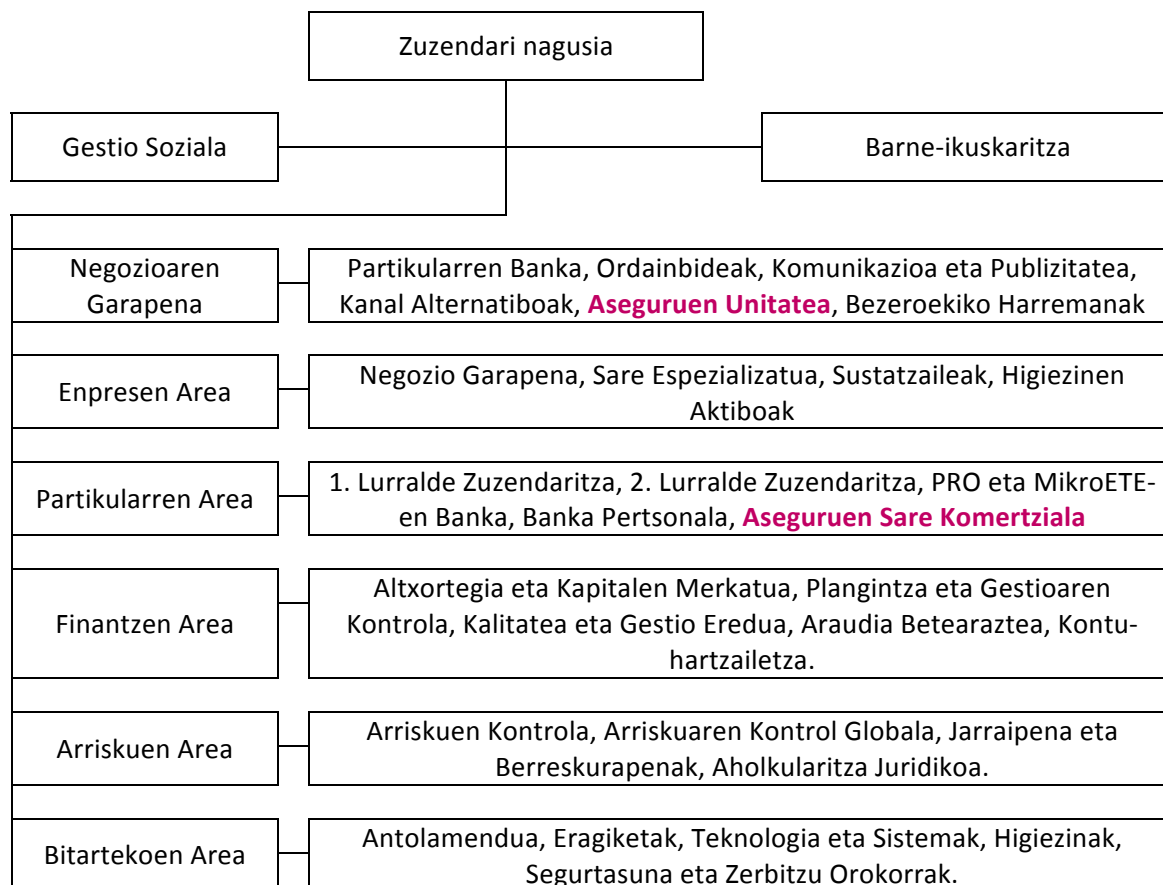 Zuzendari nagusia
Gestio Soziala
Barne-ikuskaritza
Negozioaren
Garapena
Partikularren Banka, Ordainbideak, Komunikazioa eta Publizitatea,
Kanal Alternatiboak, Aseguruen Unitatea, Bezeroekiko Harremanak
Enpresen Area
Negozio Garapena, Sare Espezializatua, Sustatzaileak, Higiezinen
Aktiboak
Partikularren Area
1. Lurralde Zuzendaritza, 2. Lurralde Zuzendaritza, PRO eta MikroETE-
en Banka, Banka Pertsonala, Aseguruen Sare Komertziala
Finantzen Area
Altxortegia eta Kapitalen Merkatua, Plangintza eta Gestioaren
Kontrola, Kalitatea eta Gestio Eredua, Araudia Betearaztea, Kontu-
hartzailetza.
Arriskuen Area
Arriskuen Kontrola, Arriskuaren Kontrol Globala, Jarraipena eta
Berreskurapenak, Aholkularitza Juridikoa.
Bitartekoen Area
Antolamendua, Eragiketak, Teknologia eta Sistemak, Higiezinak,
Segurtasuna eta Zerbitzu Orokorrak.